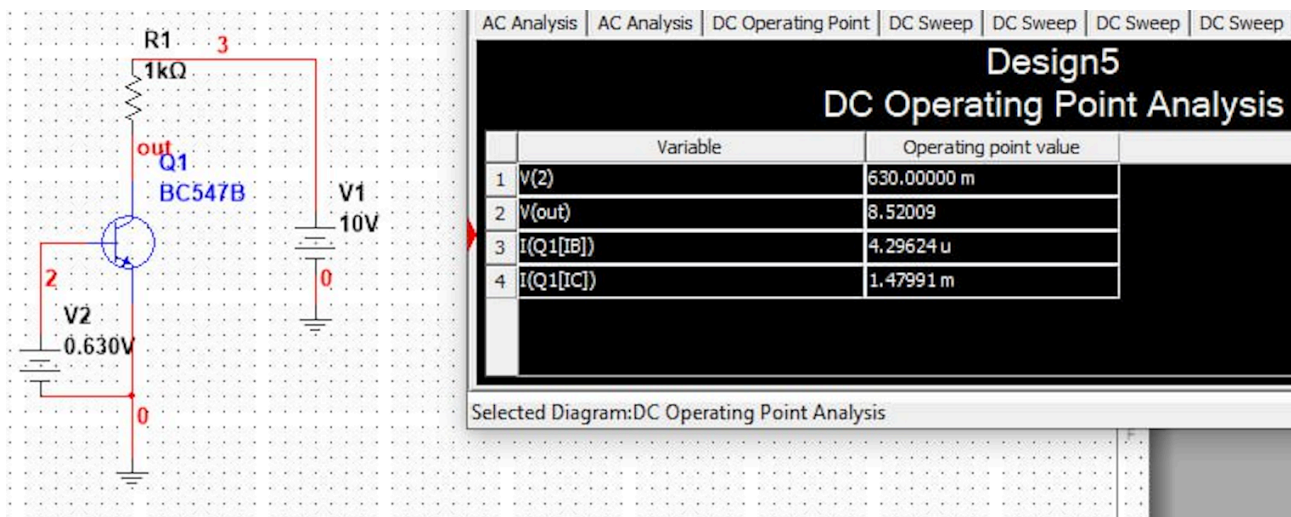 R1
3
1kΩ
out
Q1
BC547B
V1
10V
2
0
V2
0.630V
0
AC Analysis AC Analysis DC Operating Point DC Sweep DC Sweep DC Sweep DC Sweep
Design5
DC Operating Point Analysis
Variable Operating point value
1 V(2) 630.00000 m
2 V(out) 8.52009
3 I(Q1[IB]) 4.29624 u
4 I(Q1[IC]) 1.47991 m
Selected Diagram:DC Operating Point Analysis